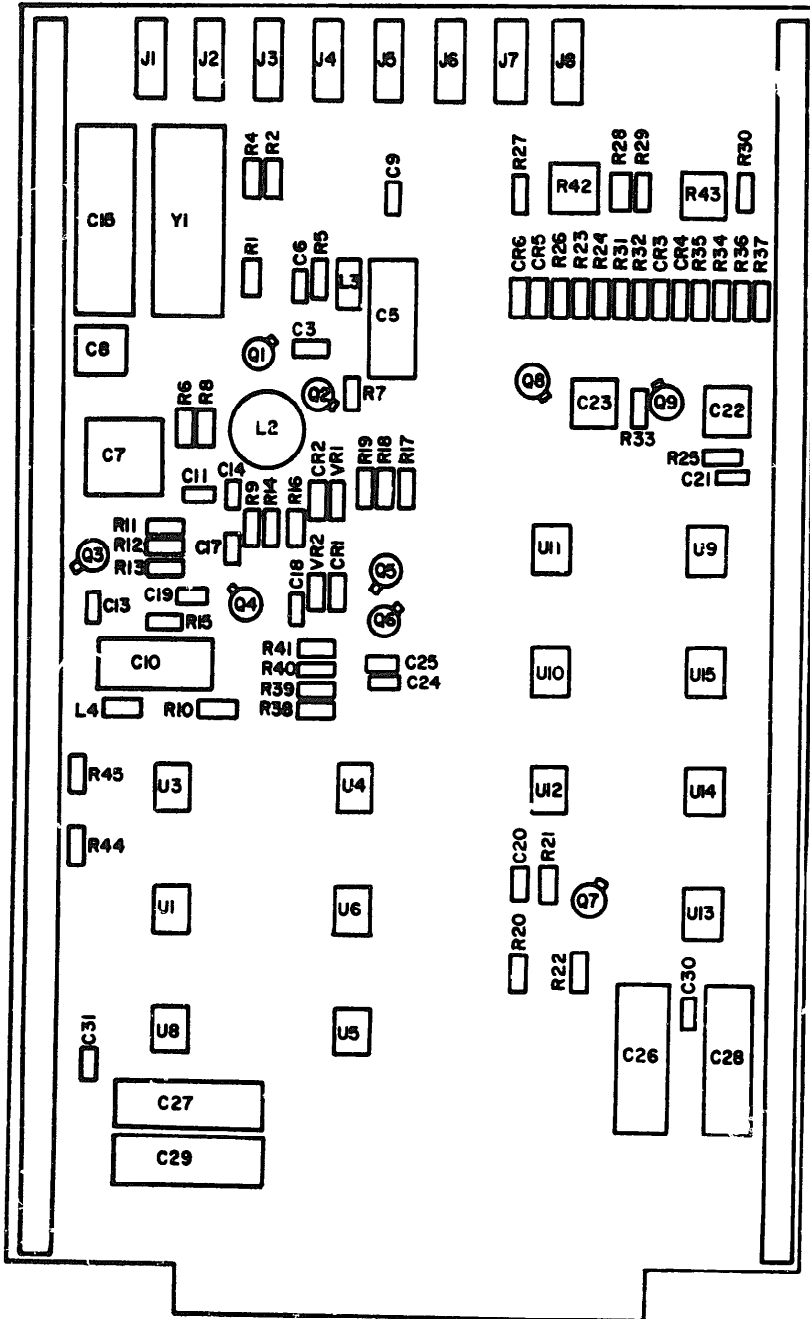 J1 J2 J3 J4 J5 J6 J7 J8
R4 R2 C9 R27 R28 R29 R30
C15 Y1 R42 R43
R1 C6 R5 L3 CR6 CR5 R26 R23 R24 R31 R32 CR3 CR4 R35 R34 R36 R37
C5
C8 Q1 C3
Q2 R7 Q8 C23 Q9 C22
R6 R8 L2 R33
C7 R25
C11 C14 R9 R14 R16 CR2 VR1 R19 R18 R17 C21
R11
R12 C17 U11 U9
Q3 R13 VR2 CR1 Q5
C13 C19 Q4 C18
R15 Q6
C10 R41
R40 C25 U10 U15
R39 C24
L4 R10 R38
R45 U3 U4 U12 U14
R44
C20 R21
U1 U6 Q7 U13
R20 R22 C30
C31 U8 U5
C26 C28
C27
C29